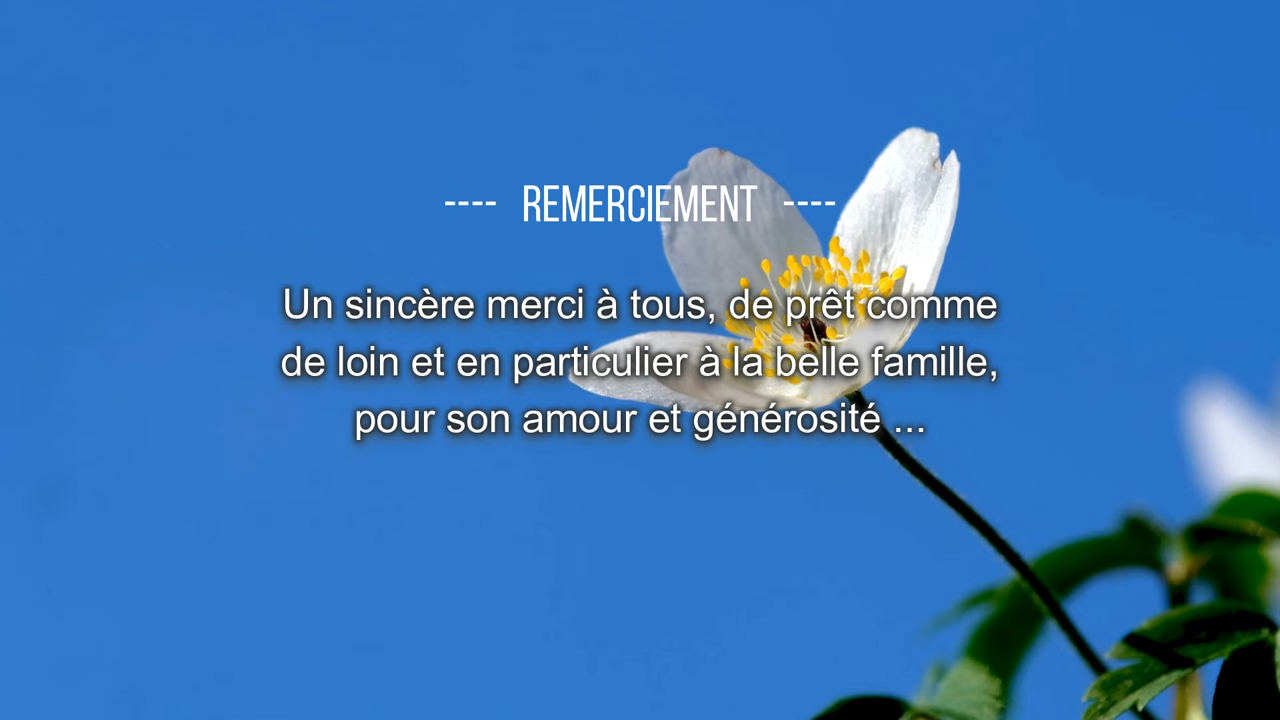 ---- REMERCIEMENT ----
Un sincère merci à tous, de prêt comme
de loin et en particulier à la belle famille,
pour son amour et générosité ...